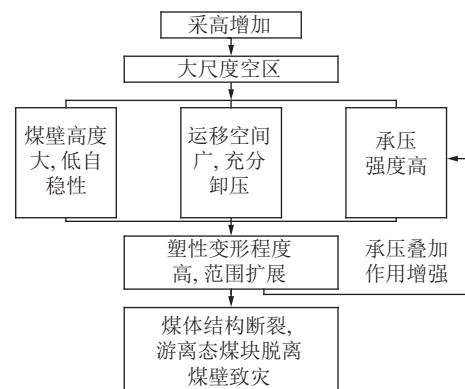 采高增加
大尺度空区
煤壁高度
大, 低自
稳性
运移空间
广, 充分
卸压
承压
强度高
塑性变形程度
高, 范围扩展
承压叠加
作用增强
煤体结构断裂,
游离态煤块脱离
煤壁致灾